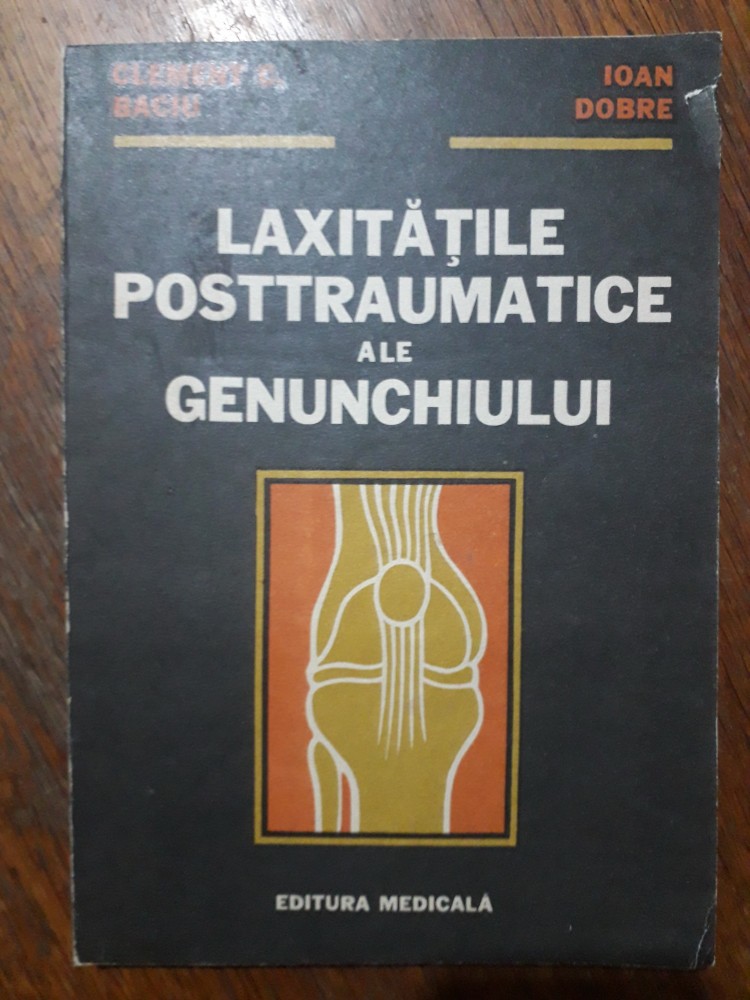 CLEMENT C.
BACIU
IOAN
DOBRE
LAXITĂȚILE
POSTTRAUMATICE
ALE
GENUNCHIULUI
EDITURA MEDICALĂ